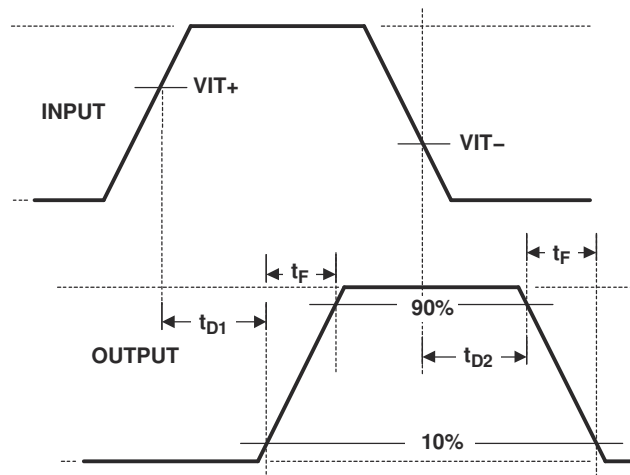 VIT+
INPUT
VIT–
tF
tF
90%
tD1
OUTPUT
tD2
10%